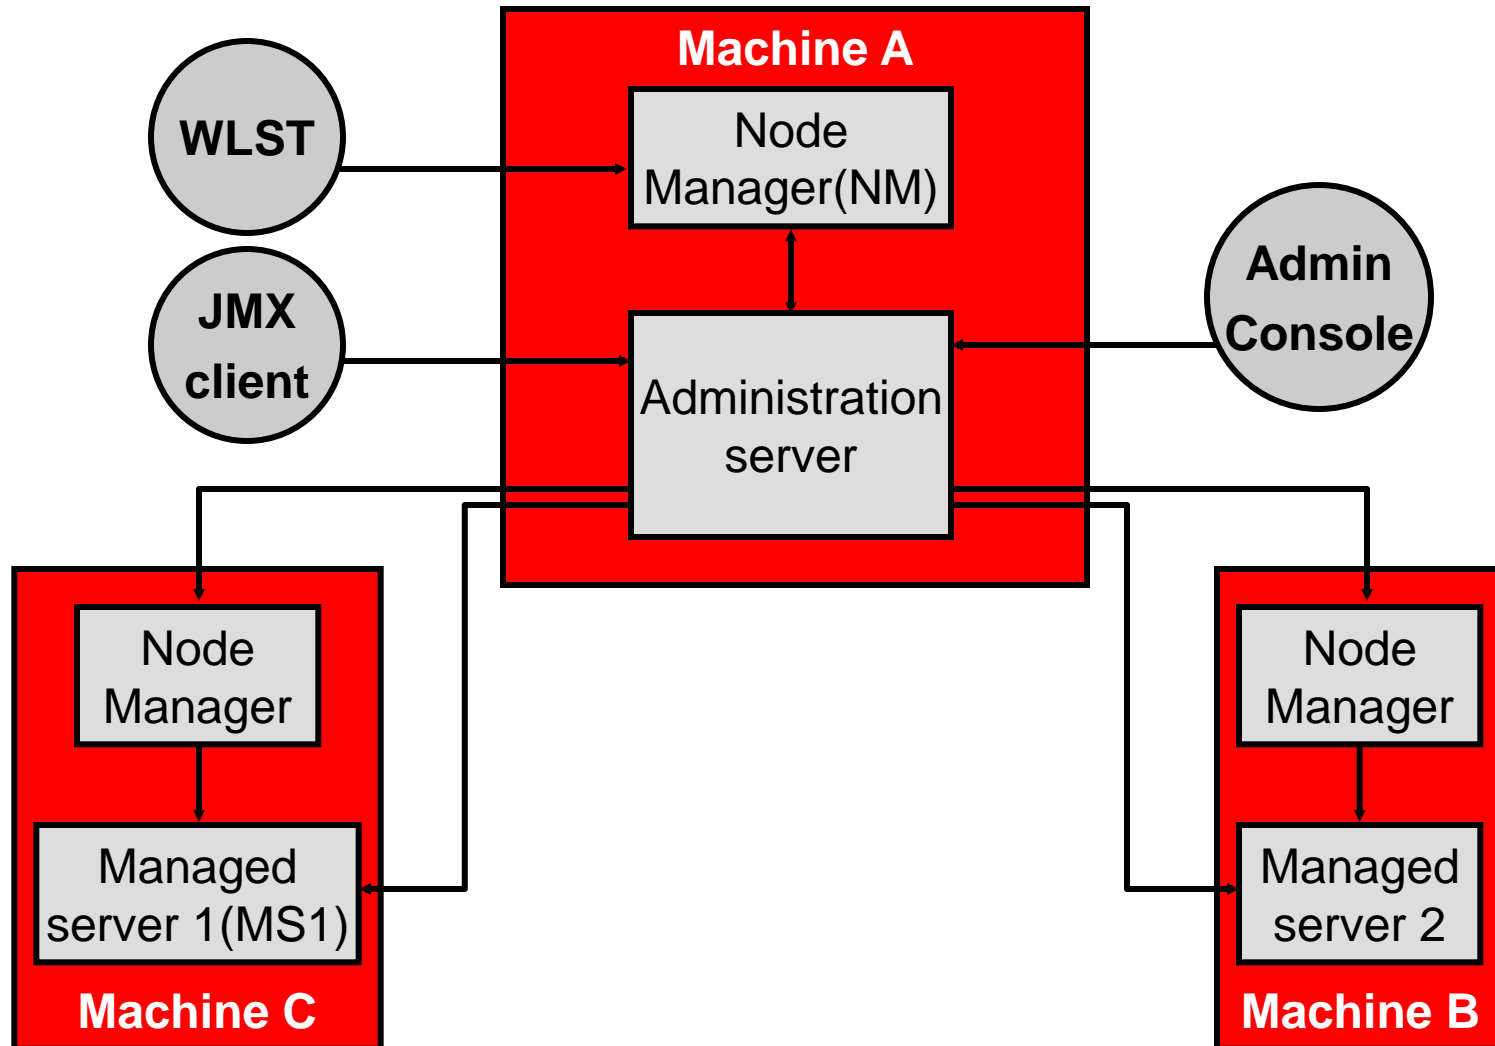 Machine A
WLST
Node
Manager(NM)
JMX
client
Admin
Console
Administration
server
Node
Manager
Managed
server 1(MS1)
Machine C
Node
Manager
Managed
server 2
Machine B